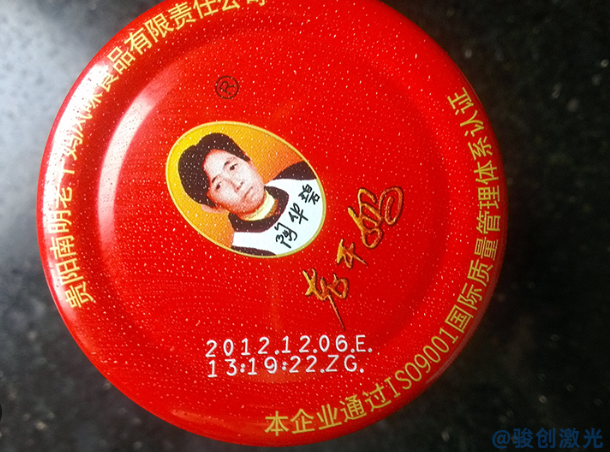 贵阳南明老干妈风味食品有限责任公司
®
陶华碧
老干妈
2012.12.06.E.
13:19:22.ZG.
本企业通过ISO9001国际质量管理体系认证
@骏创激光